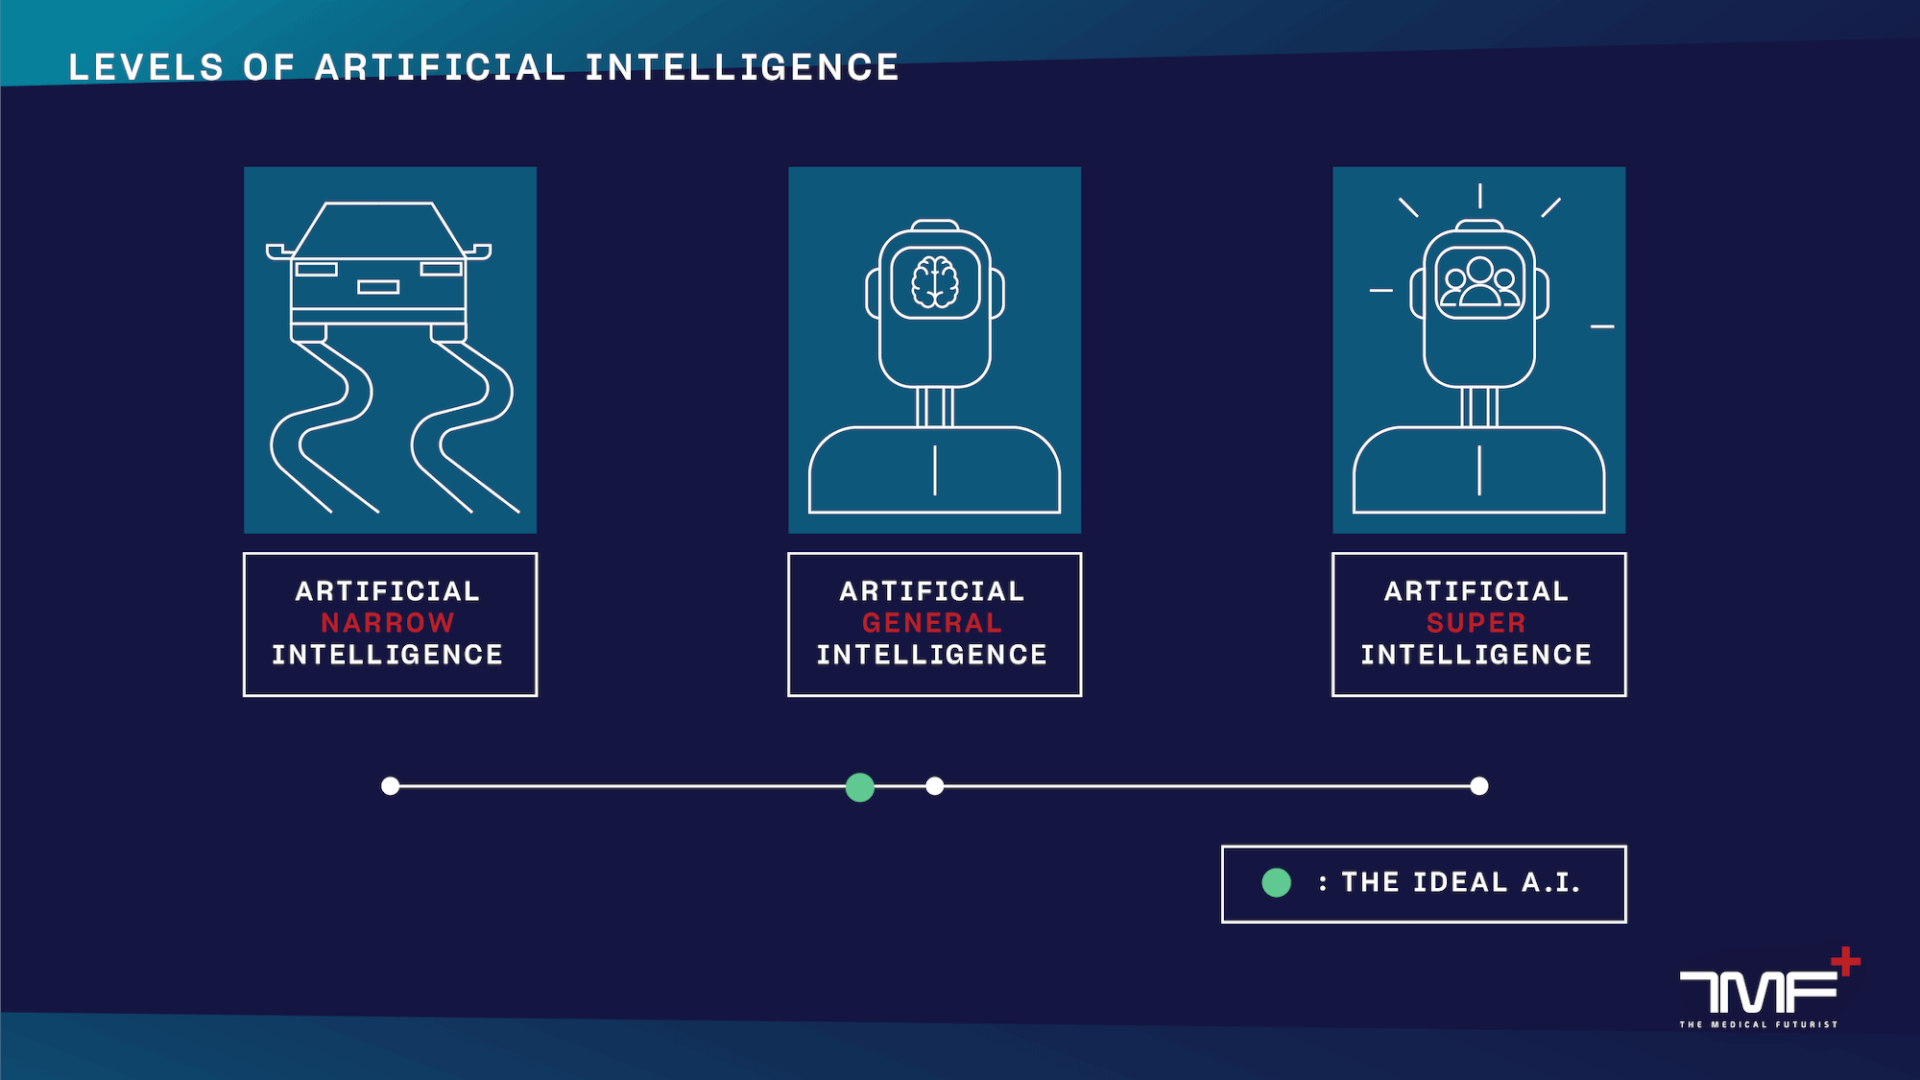 LEVELS OF ARTIFICIAL INTELLIGENCE
ARTIFICIAL
NARROW
INTELLIGENCE
ARTIFICIAL
GENERAL
INTELLIGENCE
ARTIFICIAL
SUPER
INTELLIGENCE
: THE IDEAL A.I.
TMF+
THE MEDICAL FUTURIST